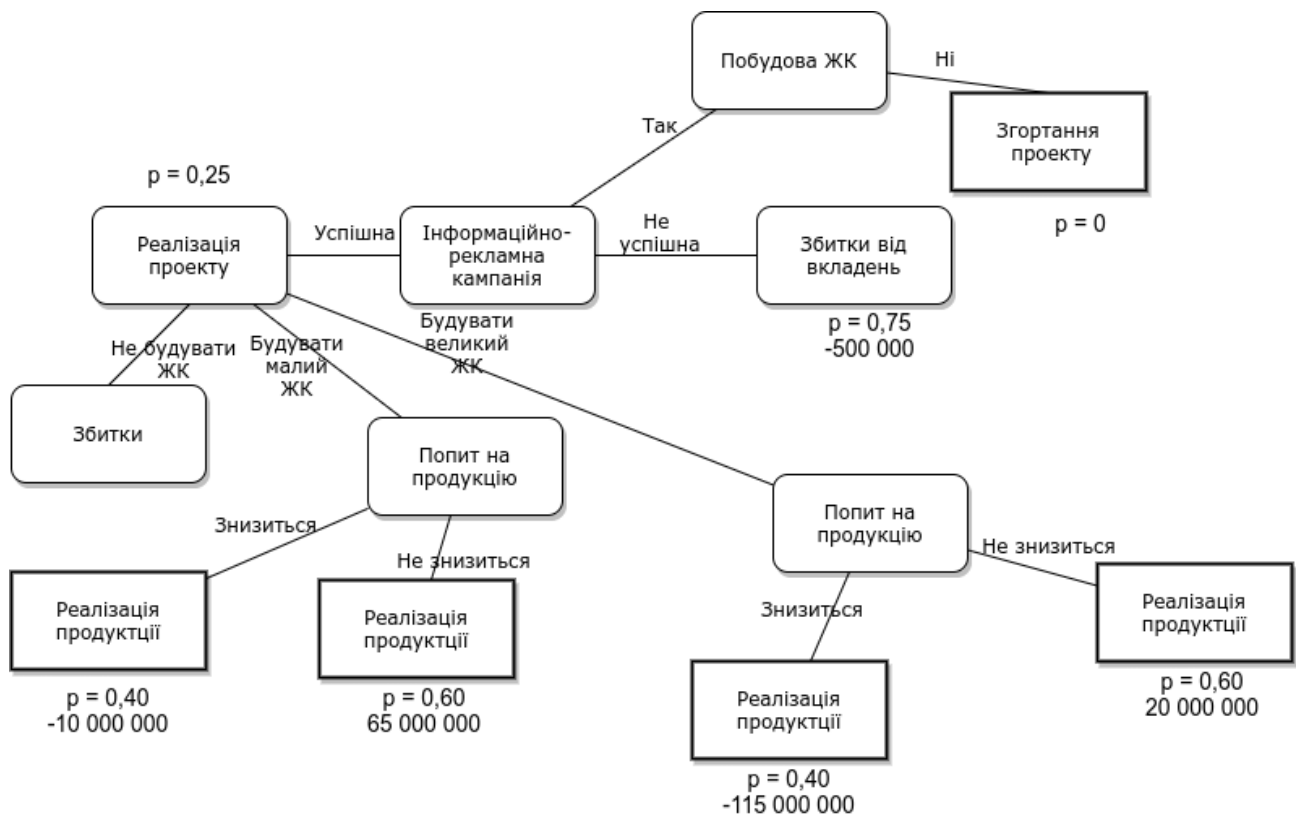 Побудова ЖК
Ні
Так
Згортання
проекту
p = 0
p = 0,25
Реалізація
проекту
Успішна
Інформаційно-
рекламна
кампанія
Не
успішна
Збитки від
вкладень
p = 0,75
-500 000
Не будувати
ЖК
Будувати
малий
ЖК
Будувати
великий
ЖК
Збитки
Попит на
продукцію
Попит на
продукцію
Знизиться
Не знизиться
Знизиться
Не знизиться
Реалізація
продуктції
p = 0,40
-10 000 000
Реалізація
продуктції
p = 0,60
65 000 000
Реалізація
продуктції
p = 0,40
-115 000 000
Реалізація
продуктції
p = 0,60
20 000 000